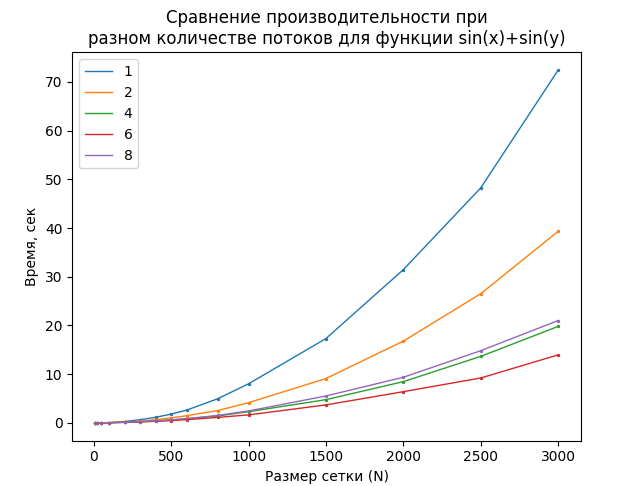 Сравнение производительности при
разном количестве потоков для функции sin(x)+sin(y)
1
2
4
6
8
Время, сек
70
60
50
40
30
20
10
0
0 500 1000 1500 2000 2500 3000
Размер сетки (N)